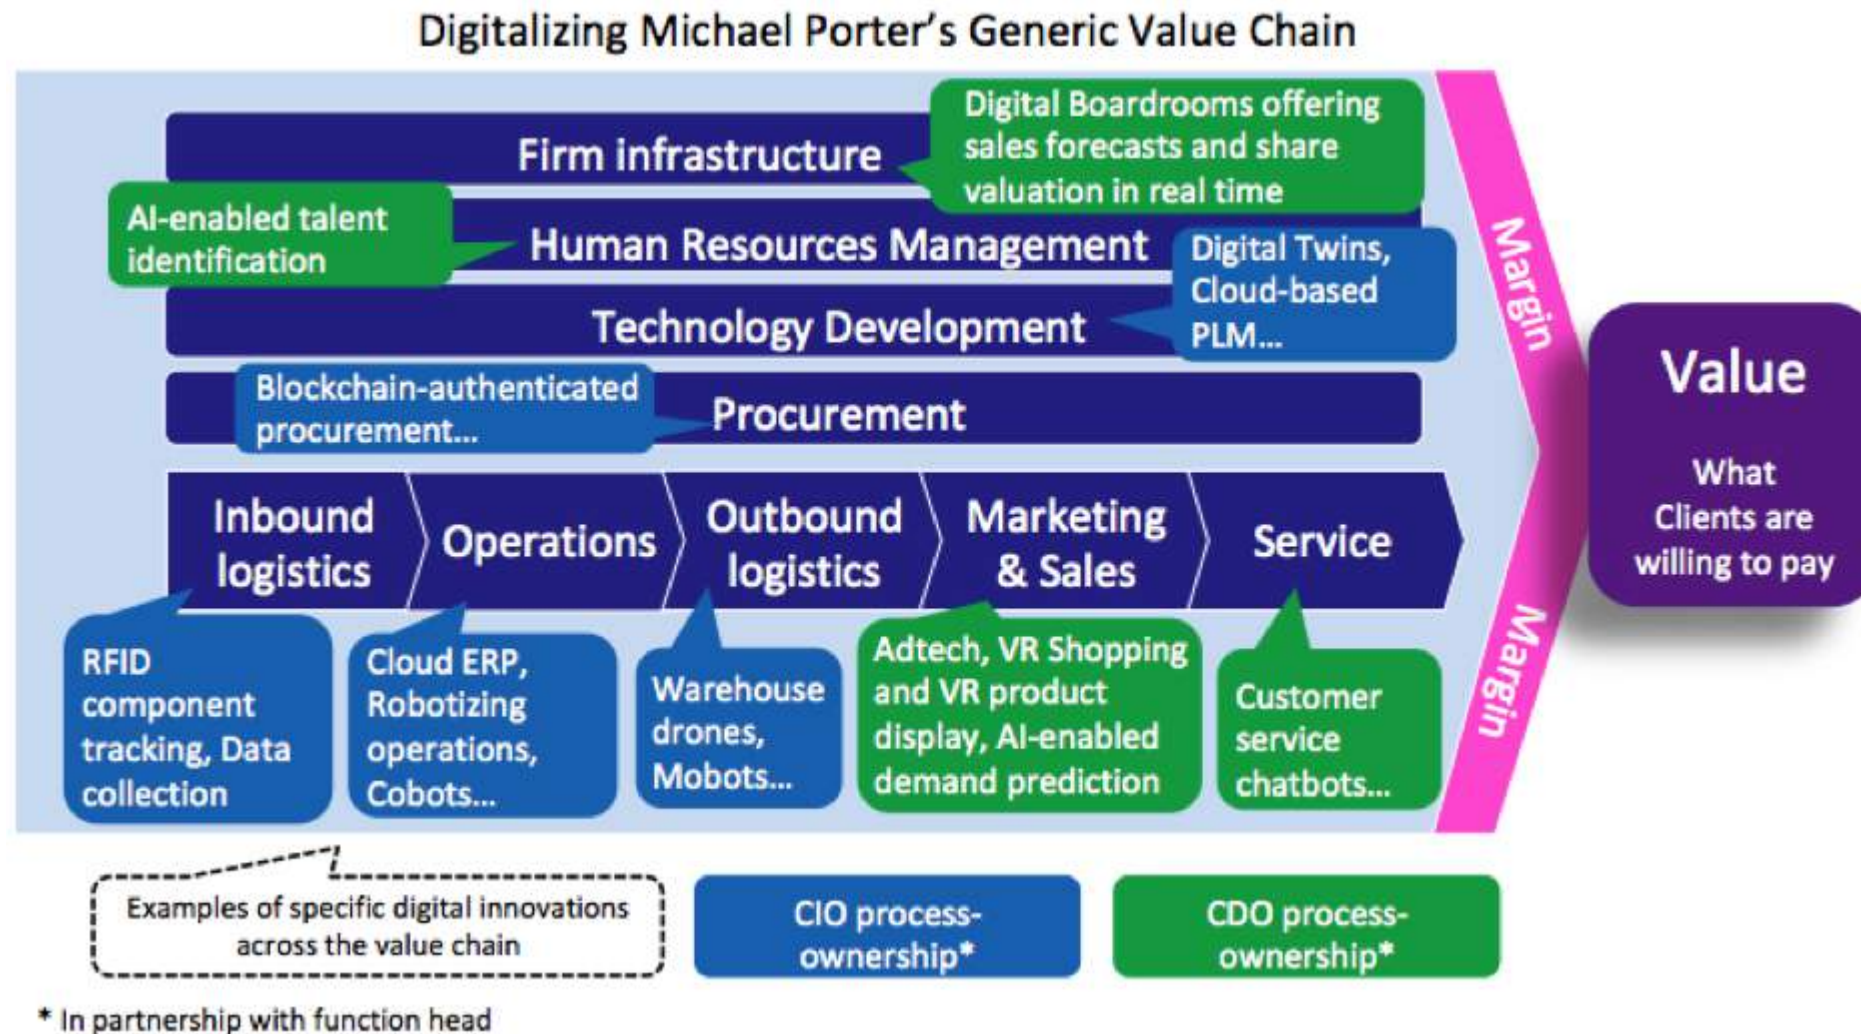 Digitalizing Michael Porter's Generic Value Chain
Digital Boardrooms offering
sales forecasts and share
valuation in real time
Firm infrastructure
AI-enabled talent
identification
Human Resources Management
Digital Twins,
Cloud-based
PLM...
Technology Development
Blockchain-authenticated
procurement...
Procurement
Inbound
logistics
Operations
Outbound
logistics
Marketing
& Sales
Service
RFID
component
tracking, Data
collection
Cloud ERP,
Robotizing
operations,
Cobots...
Warehouse
drones,
Mobots...
Adtech, VR Shopping
and VR product
display, AI-enabled
demand prediction
Customer
service
chatbots...
Margin
Margin
Value
What
Clients are
willing to pay
Examples of specific digital innovations
across the value chain
CIO process-
ownership*
CDO process-
ownership*
* In partnership with function head